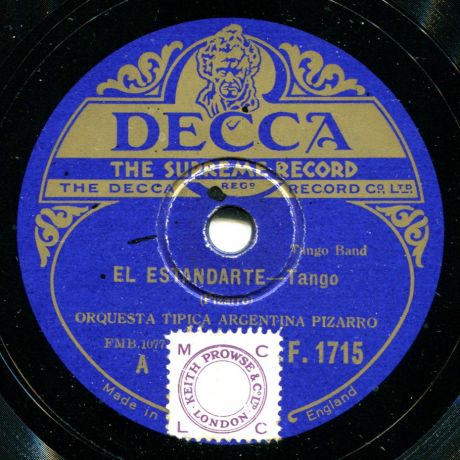 DECCA
THE SUPREME RECORD
THE DECCA REGD RECORD CO. LTD
Tango Band
EL ESTANDARTE—Tango
(Pizarro)
ORQUESTA TIPICA ARGENTINA PIZARRO
FMB.1077
A F. 1715
M C
KEITH PROWSE & CO LTD
LONDON
L C
Made in England